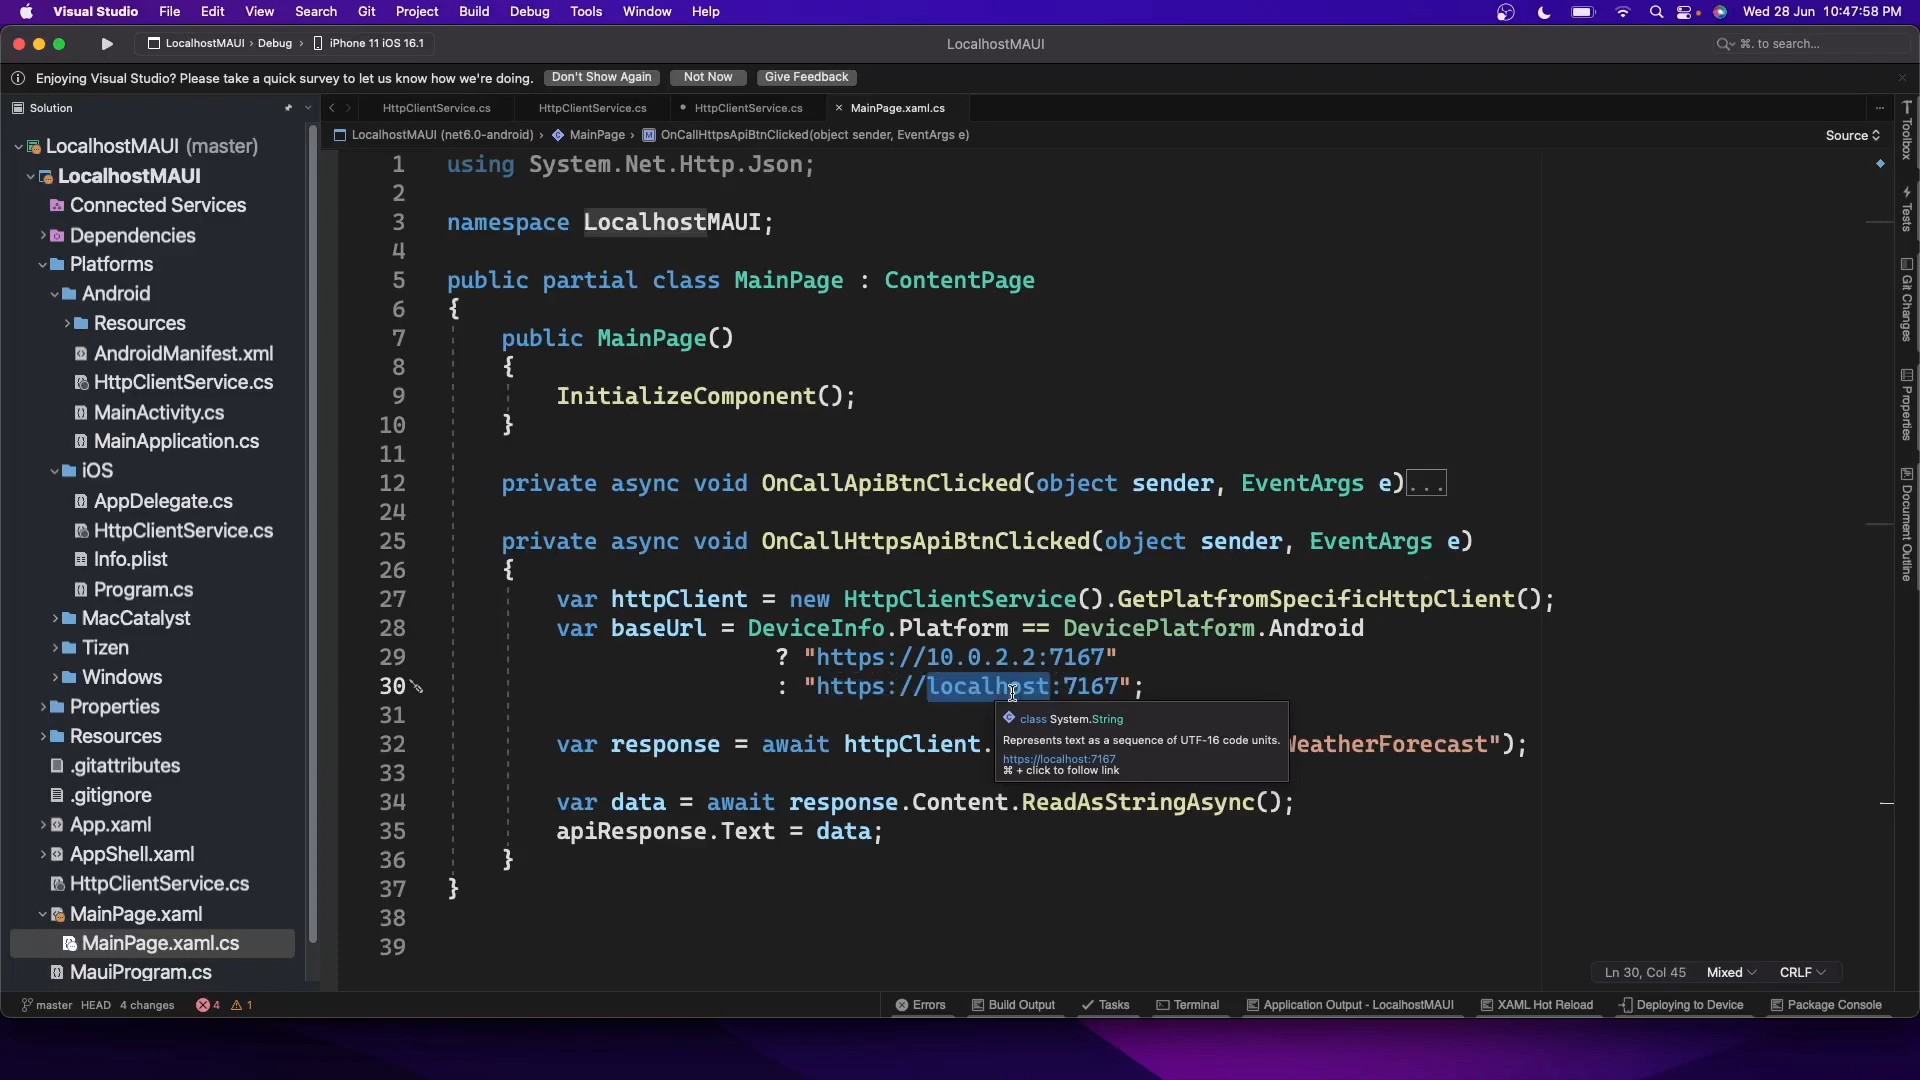 Visual Studio File Edit View Search Git Project Build Debug Tools Window Help Wed 28 Jun 10:47:58 PM
LocalhostMAUI › Debug › iPhone 11 iOS 16.1 LocalhostMAUI ⌘. to search...
Enjoying Visual Studio? Please take a quick survey to let us know how we're doing. Don't Show Again Not Now Give Feedback
Solution
HttpClientService.cs HttpClientService.cs HttpClientService.cs MainPage.xaml.cs
LocalhostMAUI (net6.0-android) › MainPage › OnCallHttpsApiBtnClicked(object sender, EventArgs e) Source
LocalhostMAUI (master)
LocalhostMAUI
Connected Services
Dependencies
Platforms
Android
Resources
AndroidManifest.xml
HttpClientService.cs
MainActivity.cs
MainApplication.cs
iOS
AppDelegate.cs
HttpClientService.cs
Info.plist
Program.cs
MacCatalyst
Tizen
Windows
Properties
Resources
.gitattributes
.gitignore
App.xaml
AppShell.xaml
HttpClientService.cs
MainPage.xaml
MainPage.xaml.cs
MauiProgram.cs
1 using System.Net.Http.Json;
2
3 namespace LocalhostMAUI;
4
5 public partial class MainPage : ContentPage
6 {
7 public MainPage()
8 {
9 InitializeComponent();
10 }
11
12 private async void OnCallApiBtnClicked(object sender, EventArgs e)...
24
25 private async void OnCallHttpsApiBtnClicked(object sender, EventArgs e)
26 {
27 var httpClient = new HttpClientService().GetPlatfromSpecificHttpClient();
28 var baseUrl = DeviceInfo.Platform == DevicePlatform.Android
29 ? "https://10.0.2.2:7167"
30 : "https://localhost:7167";
31
32 var response = await httpClient. WeatherForecast");
33
34 var data = await response.Content.ReadAsStringAsync();
35 apiResponse.Text = data;
36 }
37 }
38
39
class System.String
Represents text as a sequence of UTF-16 code units.
https://localhost:7167
⌘ + click to follow link
Toolbox
Tests
Git Changes
Properties
Document Outline
Ln 30, Col 45 Mixed CRLF
master HEAD 4 changes 4 1 Errors Build Output Tasks Terminal Application Output - LocalhostMAUI XAML Hot Reload Deploying to Device Package Console